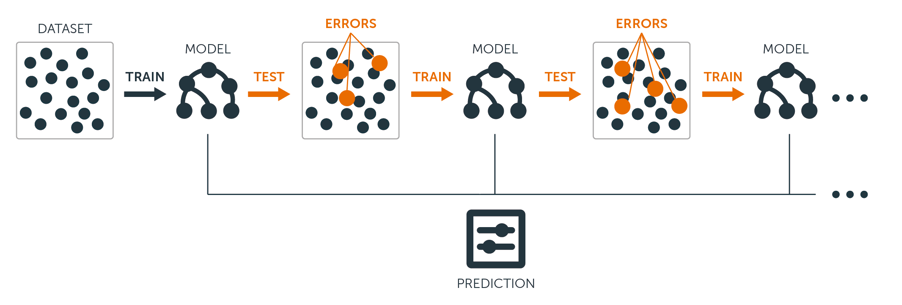 DATASET
TRAIN
MODEL
TEST
ERRORS
TRAIN
MODEL
TEST
ERRORS
TRAIN
MODEL
PREDICTION